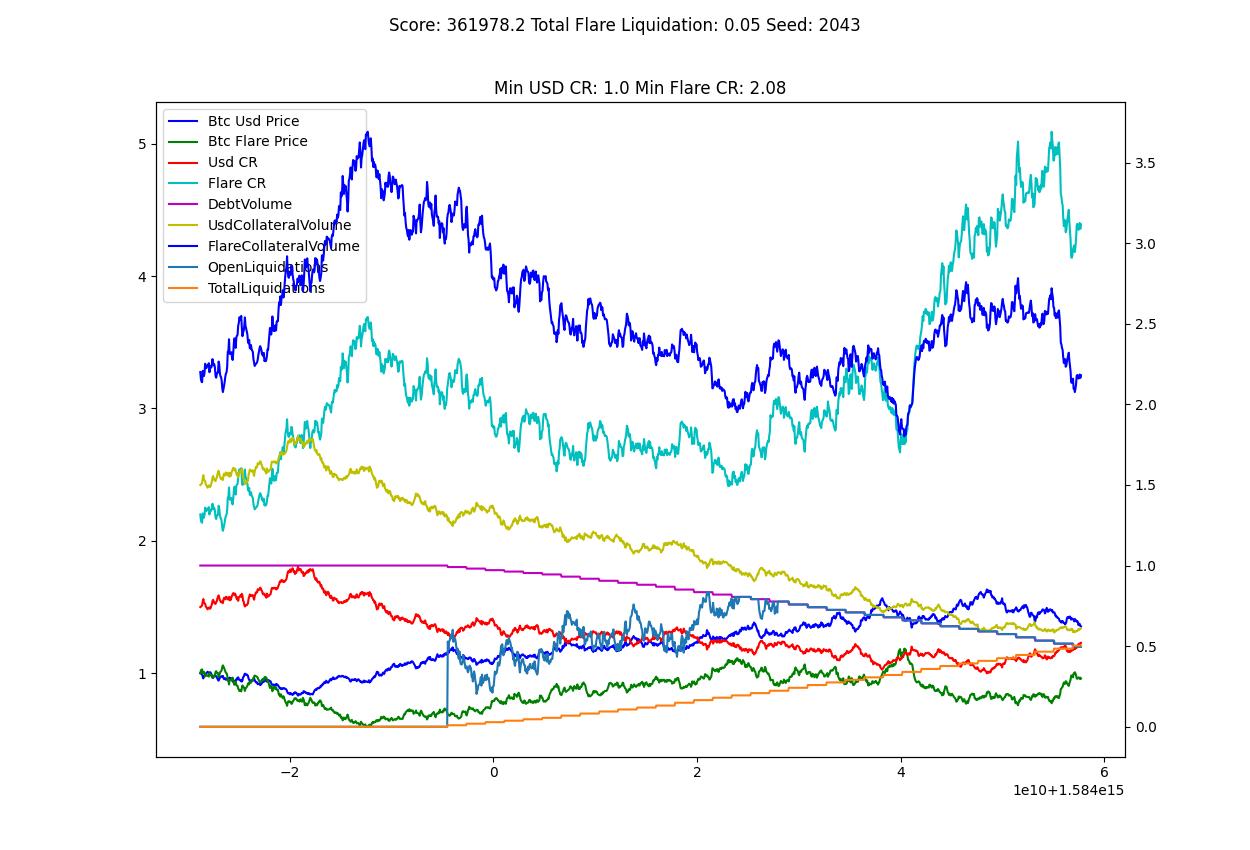 Score: 361978.2 Total Flare Liquidation: 0.05 Seed: 2043
Min USD CR: 1.0 Min Flare CR: 2.08
Btc Usd Price
Btc Flare Price
Usd CR
Flare CR
DebtVolume
UsdCollateralVolume
FlareCollateralVolume
OpenLiquidations
TotalLiquidations
5
4
3
2
1
3.5
3.0
2.5
2.0
1.5
1.0
0.5
0.0
−2
0
2
4
6
1e10+1.584e15